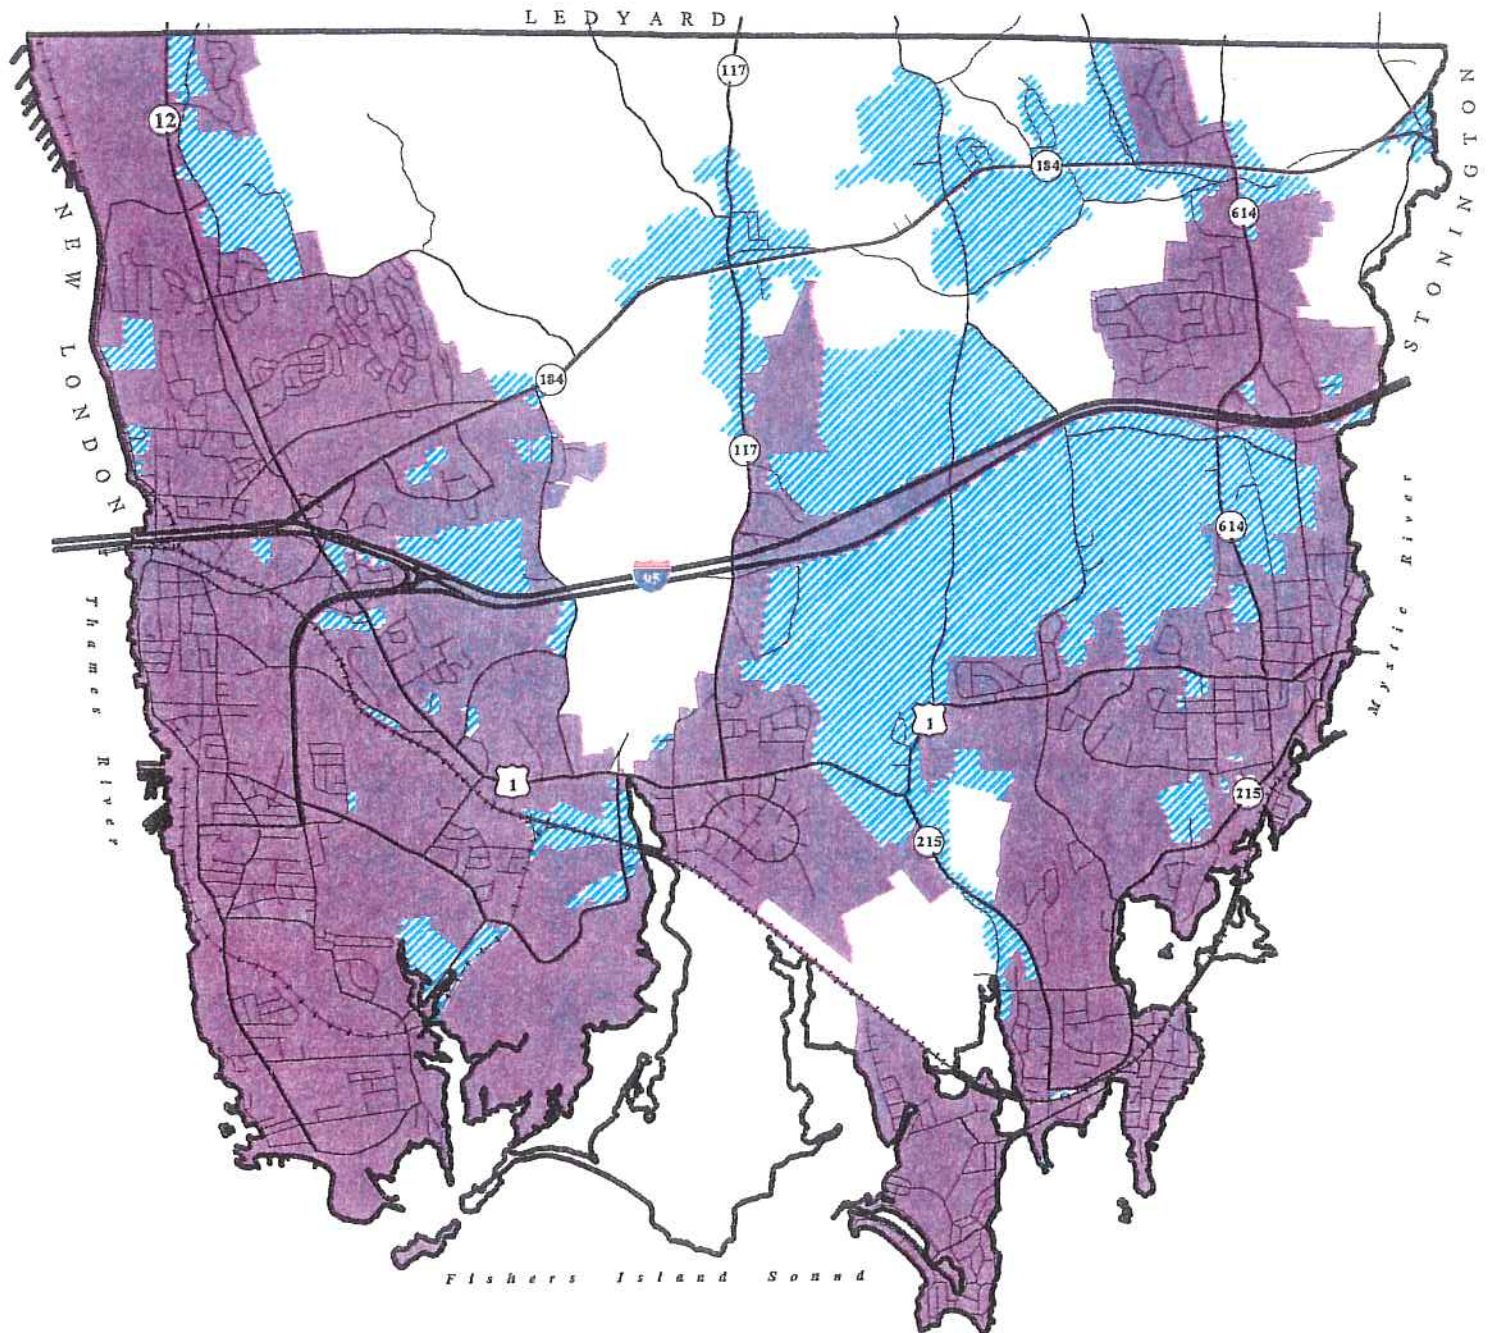 LEDYARD
117
12
184
614
NEW LONDON
STONINGTON
184
117
614
95
Thames River
Mystic River
1
1
215
215
Fishers Island Sound